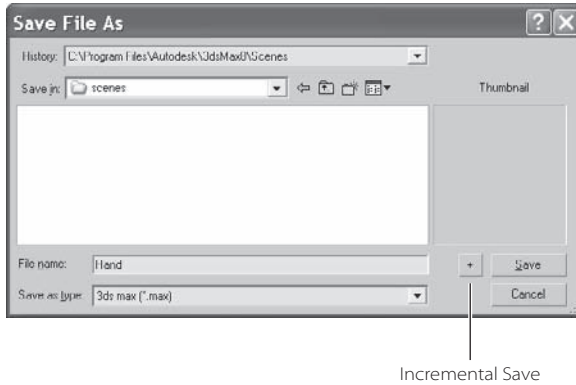 Save File As
History: C:\Program Files\Autodesk\3dsMax8\Scenes
Save in: scenes
Thumbnail
File name: Hand
+ Save
Save as type: 3ds max (*.max)
Cancel
Incremental Save